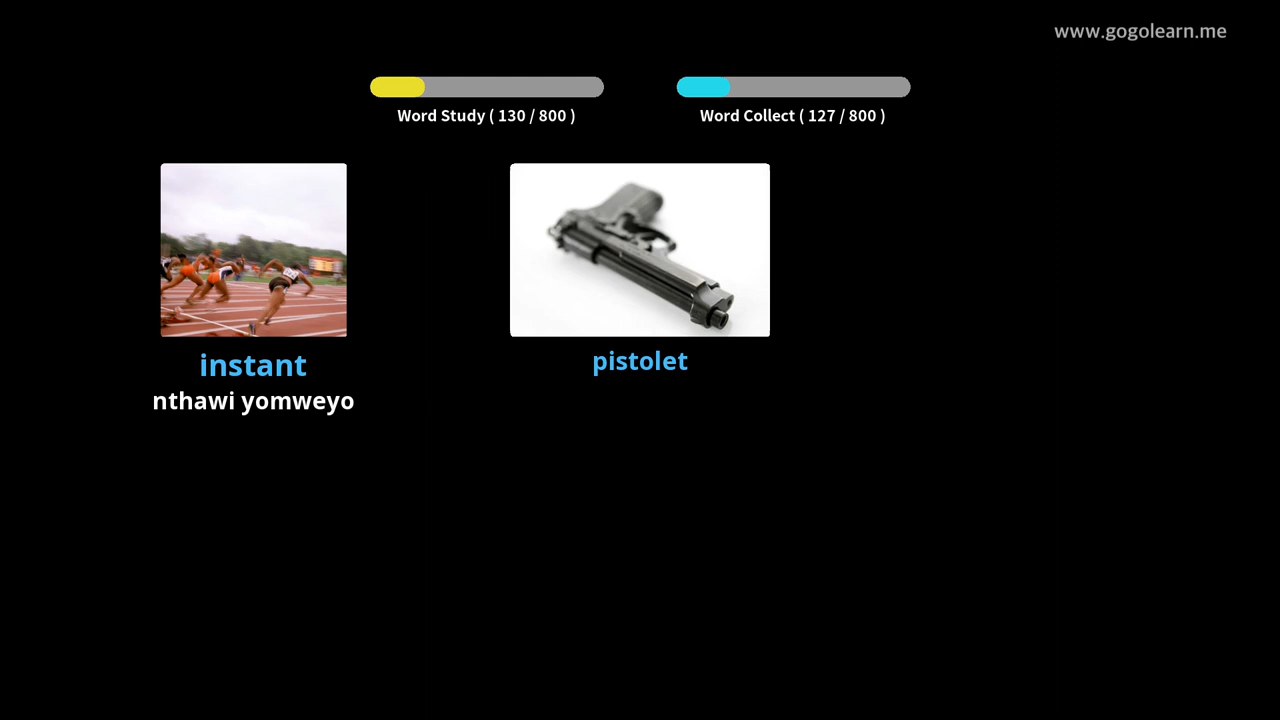 www.gogolearn.me
Word Study ( 130 / 800 )
Word Collect ( 127 / 800 )
instant
nthawi yomweyo
pistolet